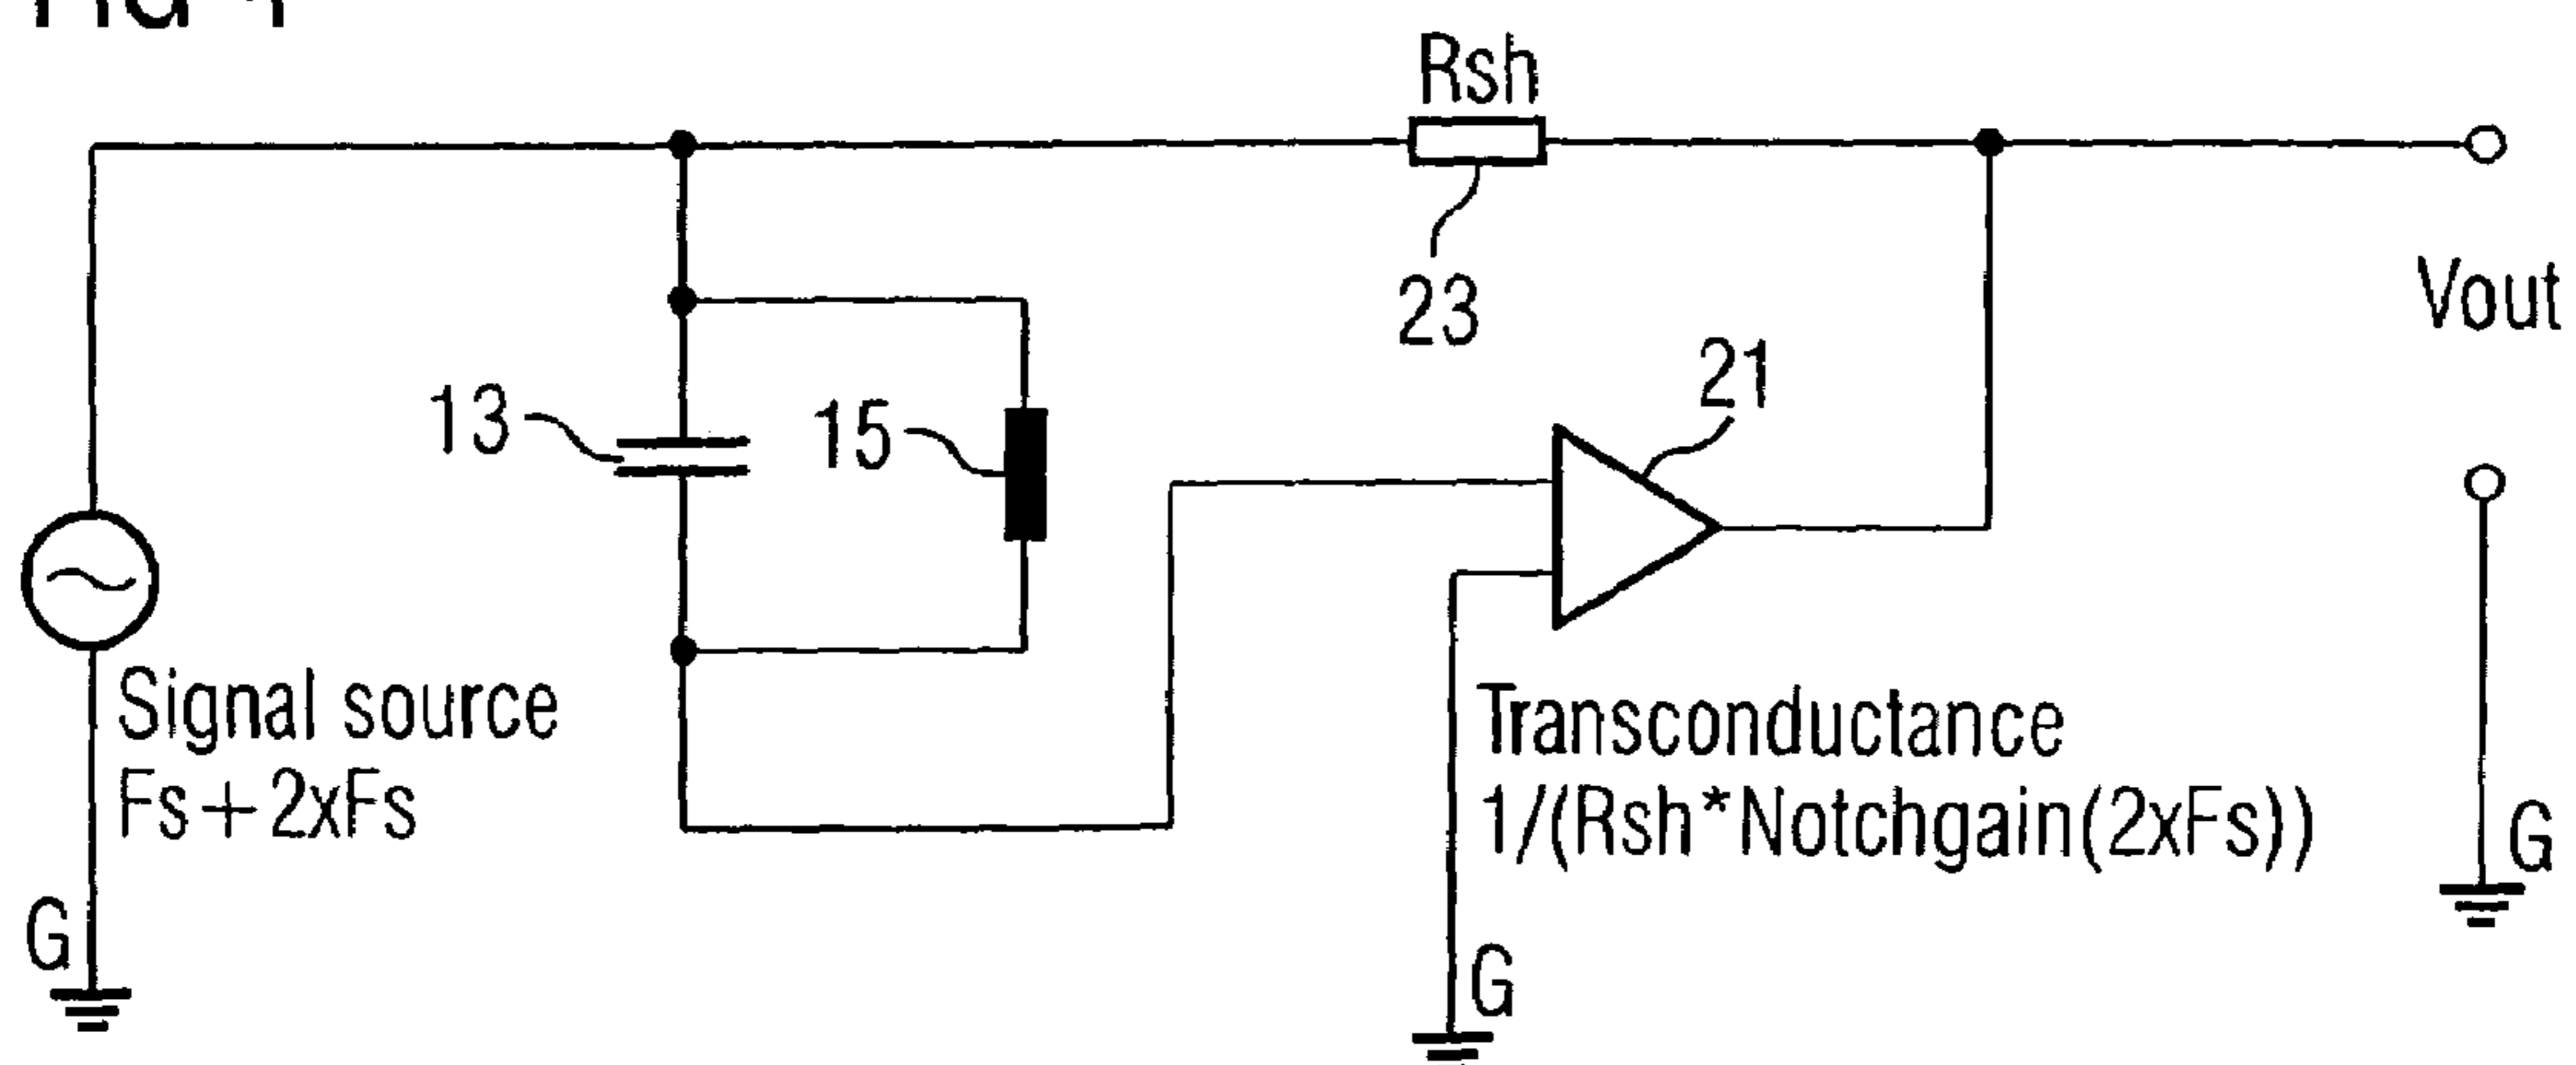 Rsh
23
Vout
21
13
15
Signal source
Fs+2xFs
Transconductance
1/(Rsh*Notchgain(2xFs))
G
G
G